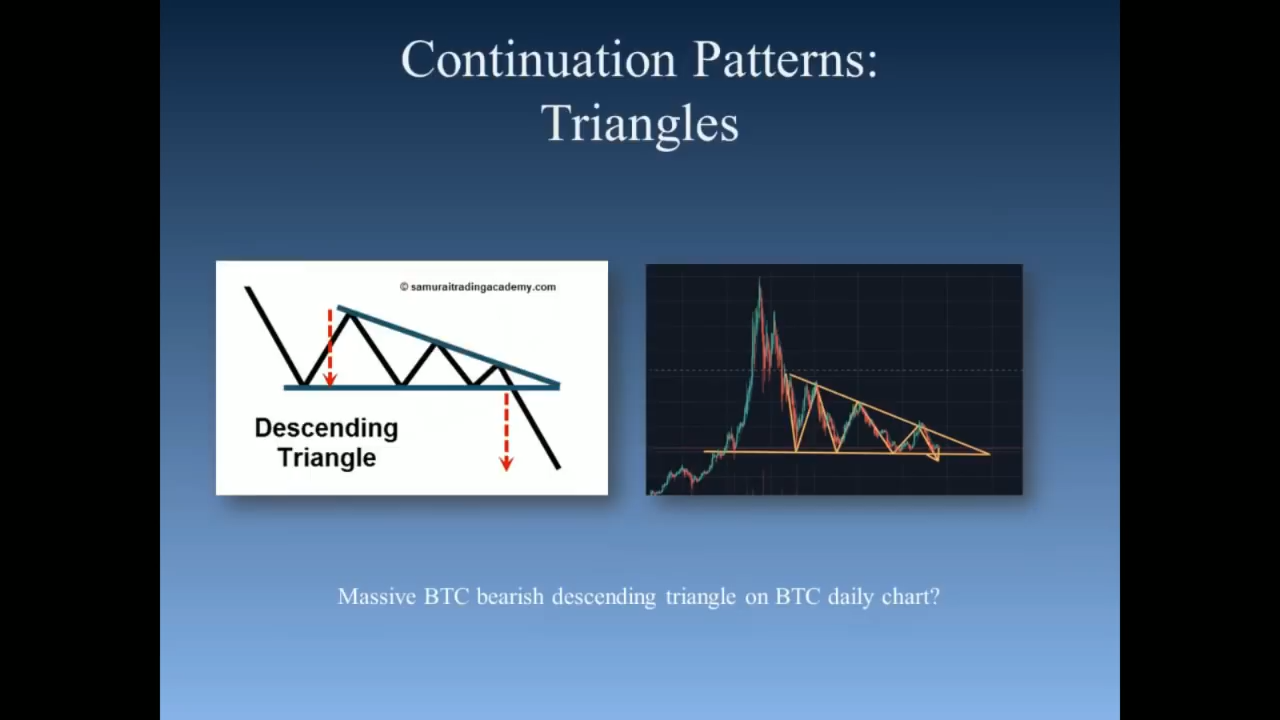 Continuation Patterns:
Triangles
© samuraitradingacademy.com
Descending
Triangle
Massive BTC bearish descending triangle on BTC daily chart?